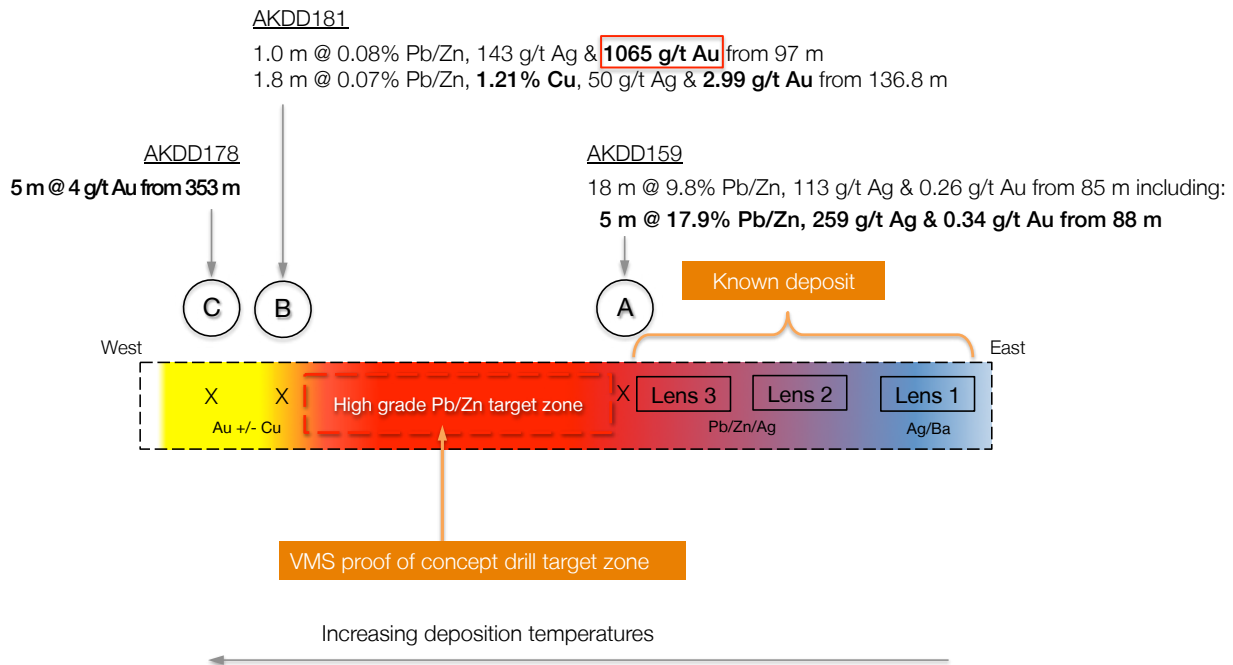 AKDD181
1.0 m @ 0.08% Pb/Zn, 143 g/t Ag & 1065 g/t Au from 97 m
1.8 m @ 0.07% Pb/Zn, 1.21% Cu, 50 g/t Ag & 2.99 g/t Au from 136.8 m
AKDD178
5 m @ 4 g/t Au from 353 m
AKDD159
18 m @ 9.8% Pb/Zn, 113 g/t Ag & 0.26 g/t Au from 85 m including:
5 m @ 17.9% Pb/Zn, 259 g/t Ag & 0.34 g/t Au from 88 m
Known deposit
C
B
A
West
East
X
X
High grade Pb/Zn target zone
X
Lens 3
Lens 2
Lens 1
Au +/- Cu
Pb/Zn/Ag
Ag/Ba
VMS proof of concept drill target zone
Increasing deposition temperatures